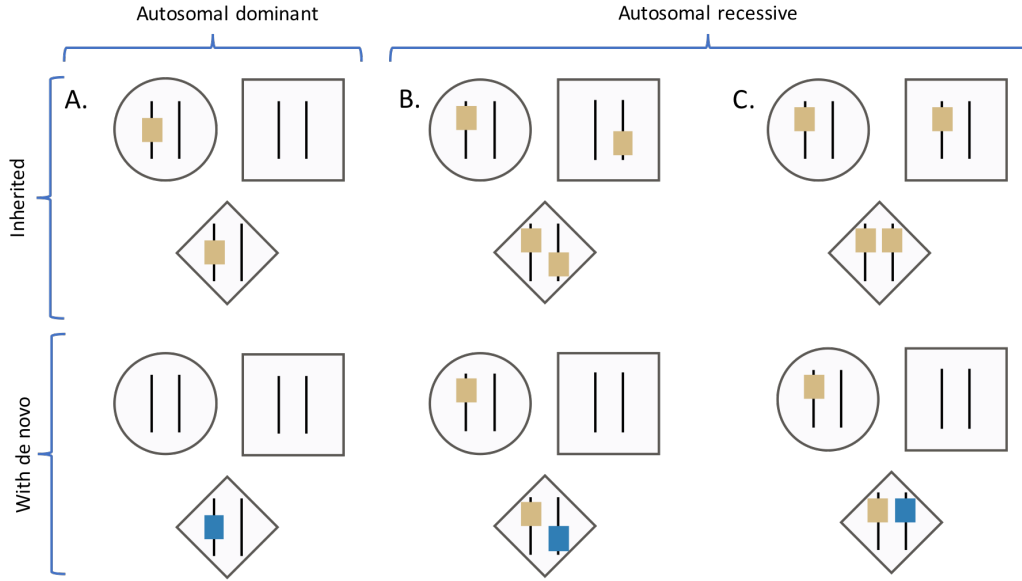 Autosomal dominant
Autosomal recessive
A.
B.
C.
Inherited
With de novo